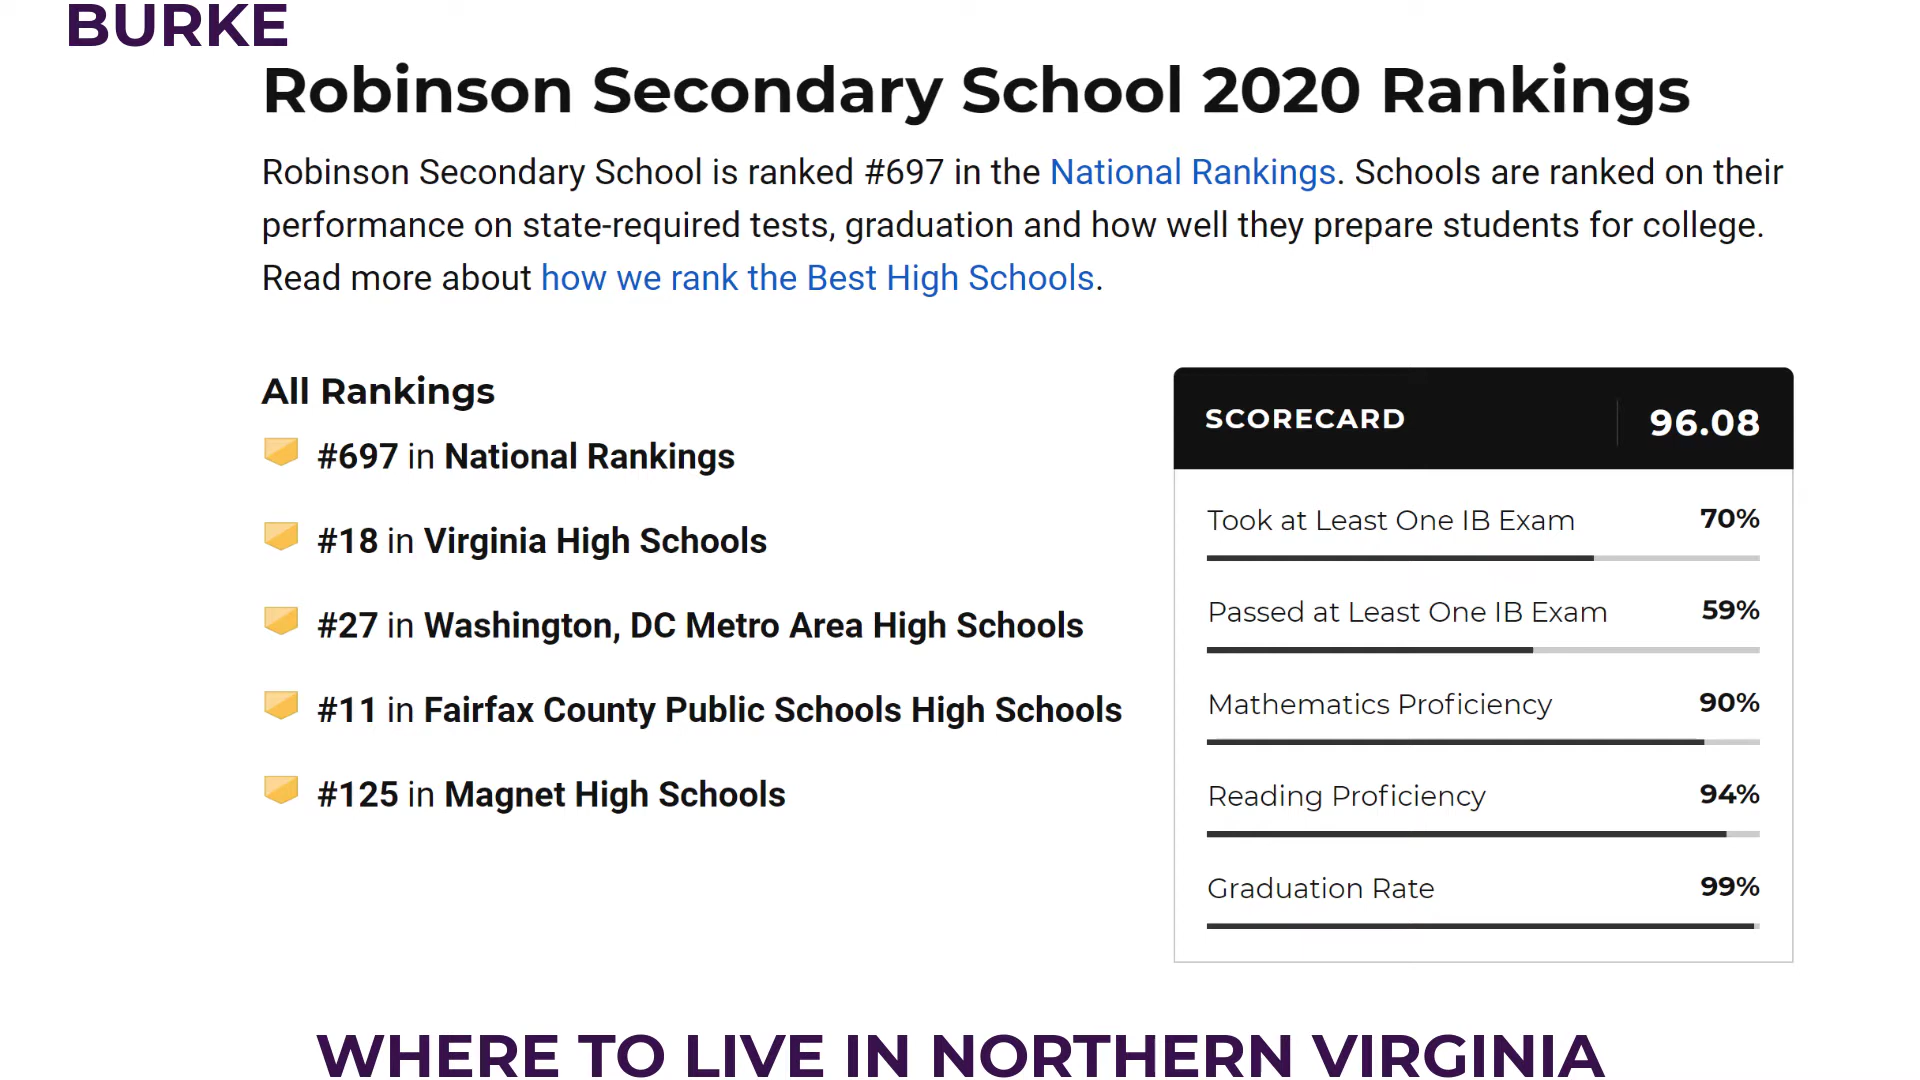 BURKE
Robinson Secondary School 2020 Rankings
Robinson Secondary School is ranked #697 in the National Rankings. Schools are ranked on their
performance on state-required tests, graduation and how well they prepare students for college.
Read more about how we rank the Best High Schools.
All Rankings
#697 in National Rankings
#18 in Virginia High Schools
#27 in Washington, DC Metro Area High Schools
#11 in Fairfax County Public Schools High Schools
#125 in Magnet High Schools
SCORECARD 96.08
Took at Least One IB Exam 70%
Passed at Least One IB Exam 59%
Mathematics Proficiency 90%
Reading Proficiency 94%
Graduation Rate 99%
WHERE TO LIVE IN NORTHERN VIRGINIA